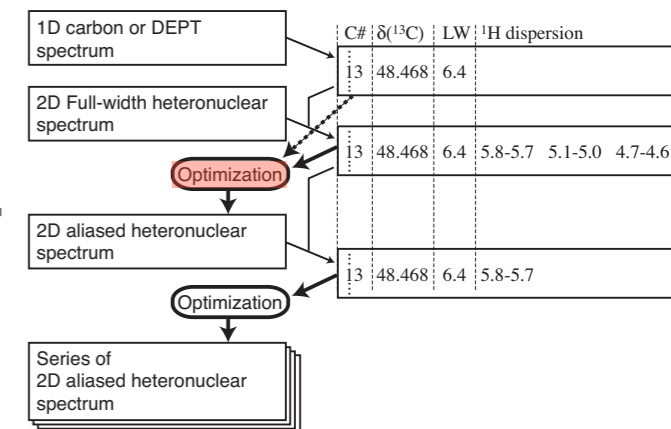 1D carbon or DEPT
spectrum
C# δ(¹³C) LW ¹H dispersion
13 48.468 6.4
2D Full-width heteronuclear
spectrum
13 48.468 6.4 5.8-5.7 5.1-5.0 4.7-4.6
Optimization
2D aliased heteronuclear
spectrum
13 48.468 6.4 5.8-5.7
Optimization
Series of
2D aliased heteronuclear
spectrum